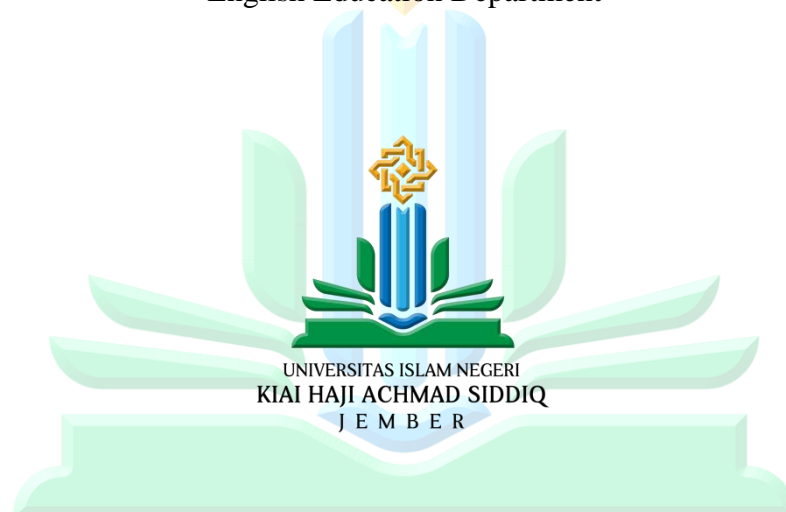 English Education Department
UNIVERSITAS ISLAM NEGERI
KIAI HAJI ACHMAD SIDDIQ
J E M B E R